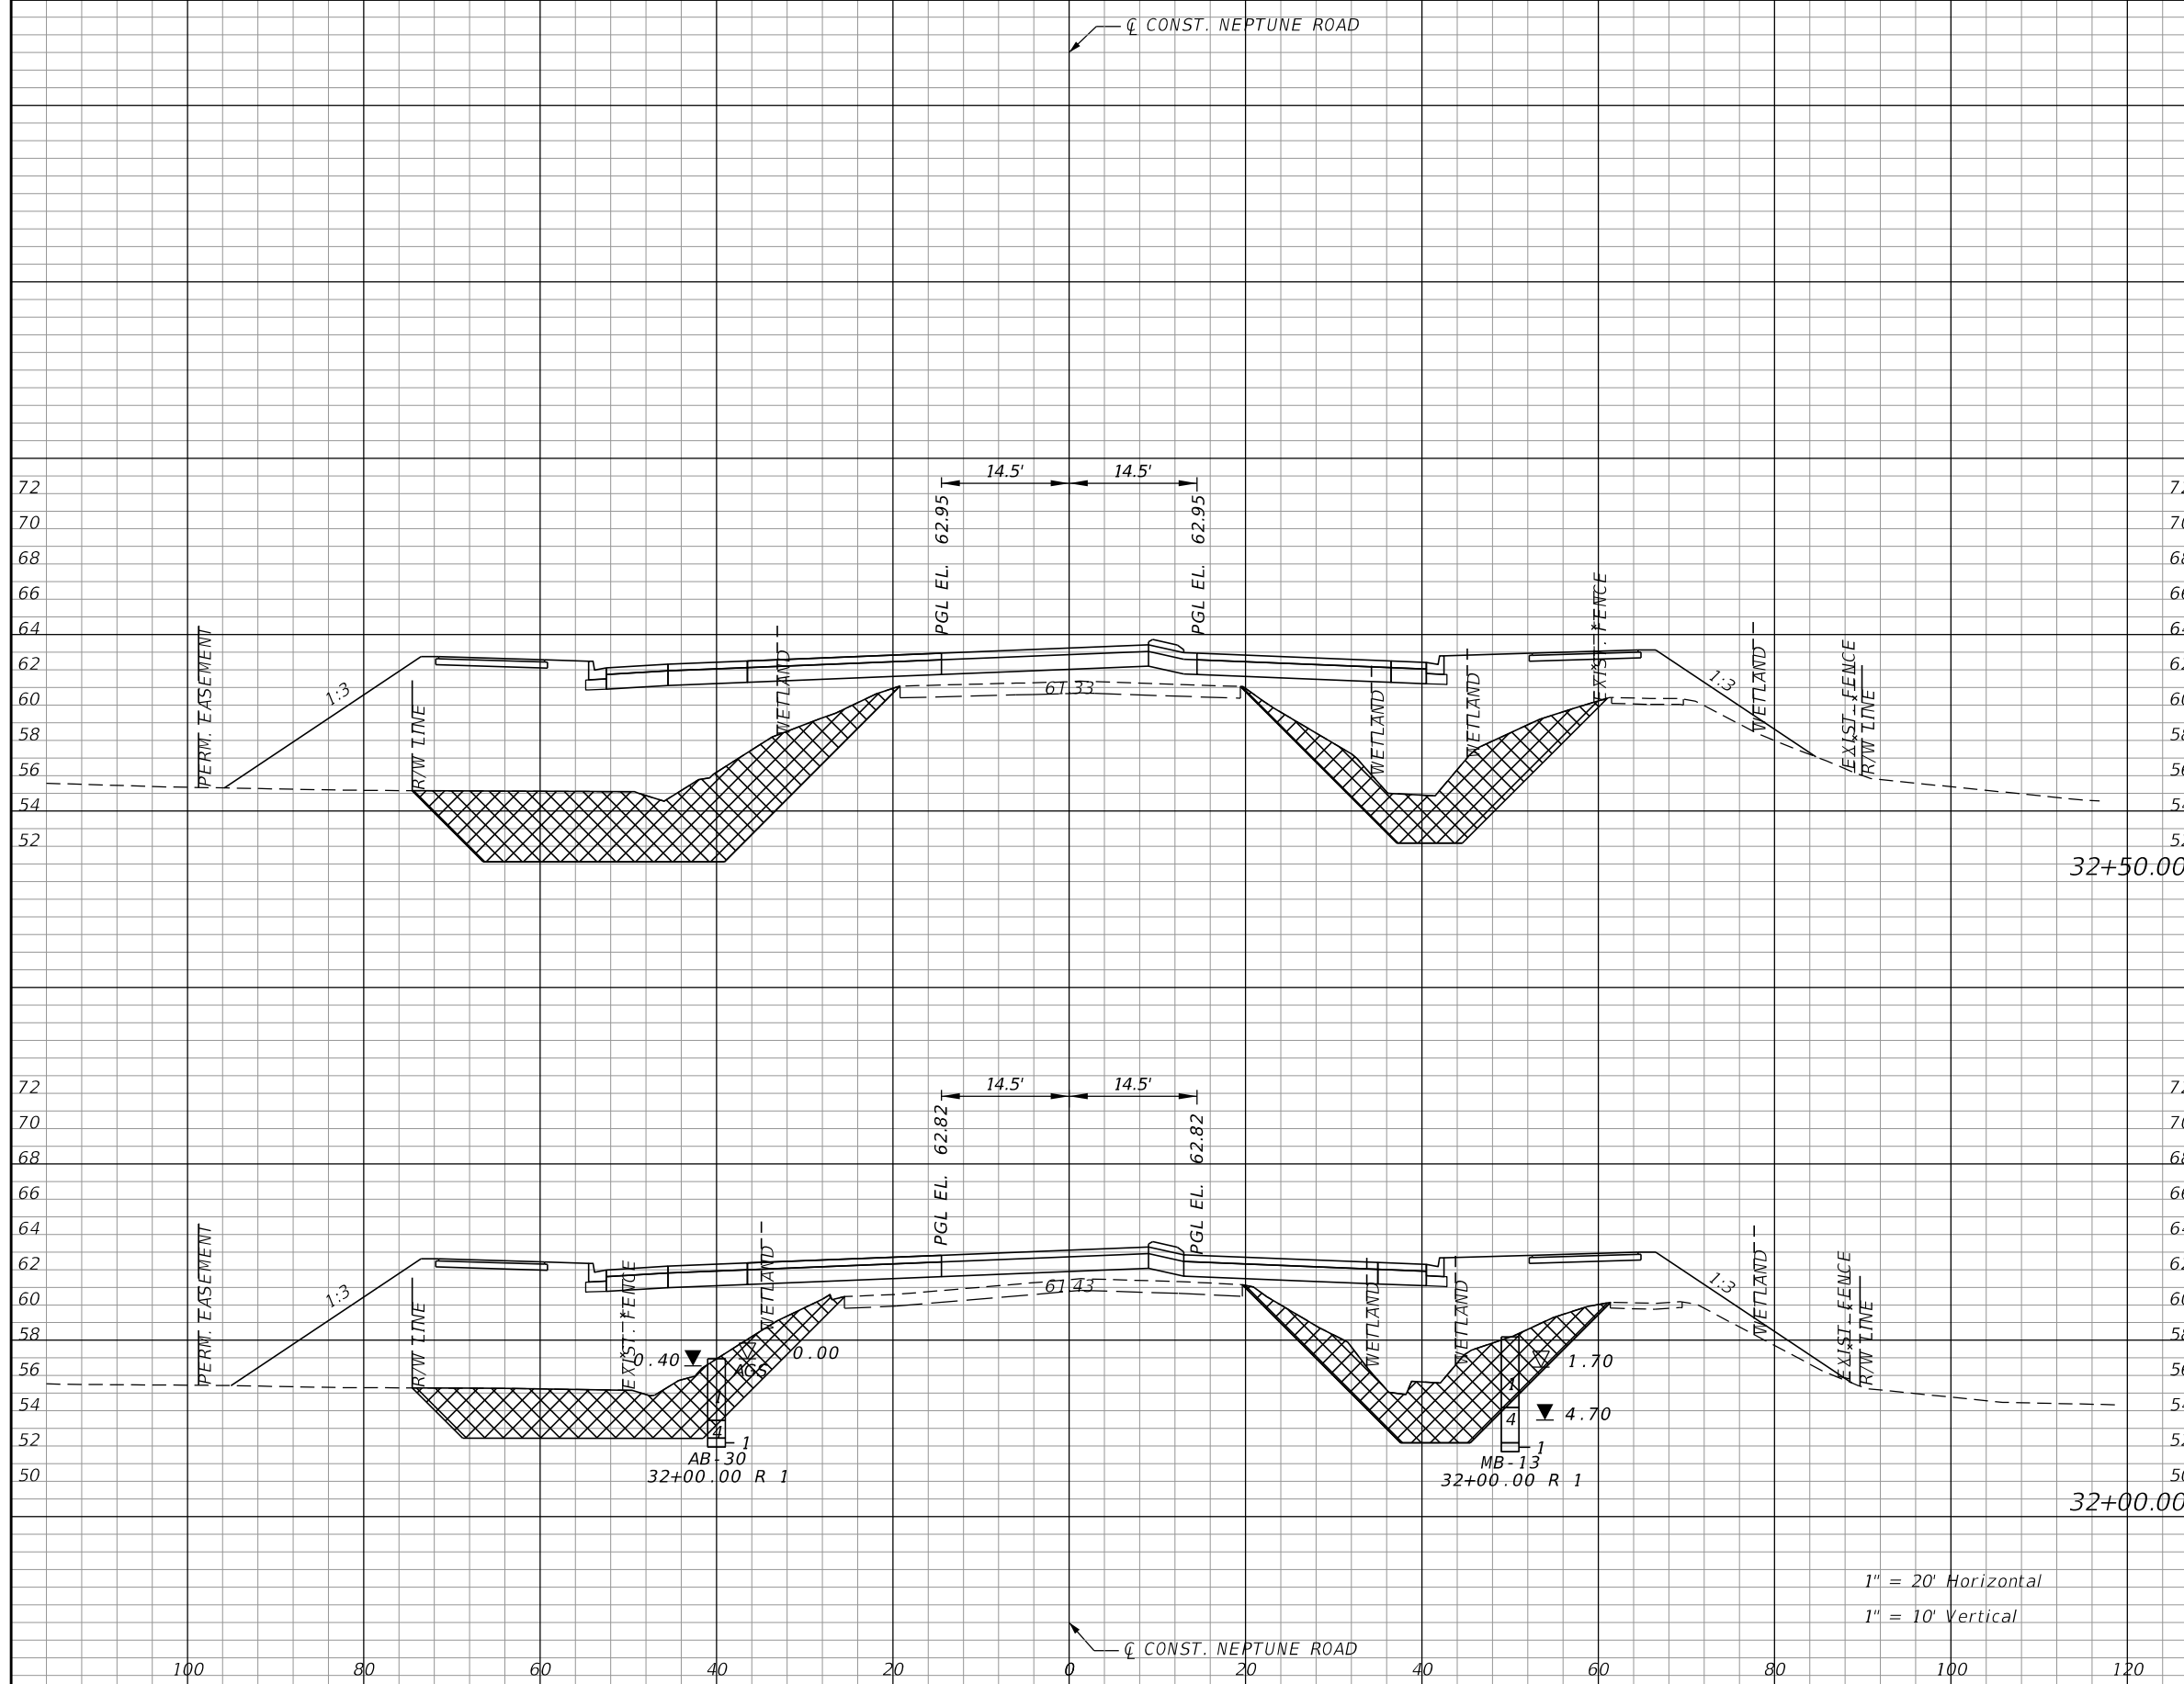 ℄ CONST. NEPTUNE ROAD
14.5' 14.5'
PGL EL. 62.95
PGL EL. 62.95
72
70
68
66
64
62
60
58
56
54
52
PERM. EASEMENT
1:3
R/W LINE
WETLAND
61.33
WETLAND
WETLAND
EXIST. FENCE
1:3
WETLAND
EXIST. FENCE
R/W LINE
32+50.00
14.5' 14.5'
PGL EL. 62.82
PGL EL. 62.82
72
70
68
66
64
62
60
58
56
54
52
50
PERM. EASEMENT
1:3
R/W LINE
EXIST. FENCE
WETLAND
0.40
0.00
AGS
1
4
1
AB-30
32+00.00 R 1
61.43
WETLAND
WETLAND
1.70
1
4
4.70
1
MB-13
32+00.00 R 1
1:3
WETLAND
EXIST. FENCE
R/W LINE
32+00.00
1" = 20' Horizontal
1" = 10' Vertical
℄ CONST. NEPTUNE ROAD
100 80 60 40 20 0 20 40 60 80 100 120